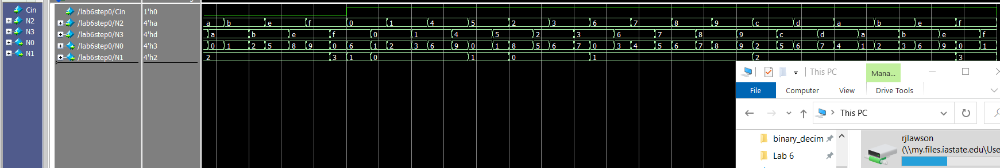 Cin /lab6step0/Cin 1'h0
N2 /lab6step0/N2 4'ha a b e f 0 1 4 5 2 3 6 7 8 9 c d a b e f
N3 /lab6step0/N3 4'hd a b e f 0 1 4 5 2 3 6 7 8 9 c d a b e f
N0 /lab6step0/N0 4'h3 0 1 2 5 8 9 0 6 1 2 3 6 9 0 1 8 5 6 7 0 3 4 5 6 7 8 9 2 5 6 7 4 1 2 3 6 9 0 1
N1 /lab6step0/N1 4'h2 2 3 1 0 1 0 1 2 3
This PC Mana...
File Computer View Drive Tools
This PC
binary_decim rjlawson
Lab 6 (\\my.files.iastate.edu\Use